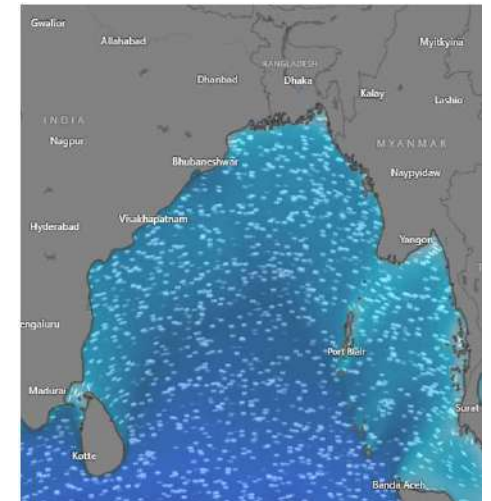 Gwalior
Allahabad
Myitkyina
BANGLADESH
Dhanbad
Dhaka
Kalay
Lashio
INDIA
Nagpur
MYANMAR
Bhubaneshwar
Naypyidaw
Visakhapatnam
Hyderabad
Yangon
engaluru
Port Blair
Madurai
Surat
Kotte
Banda Aceh